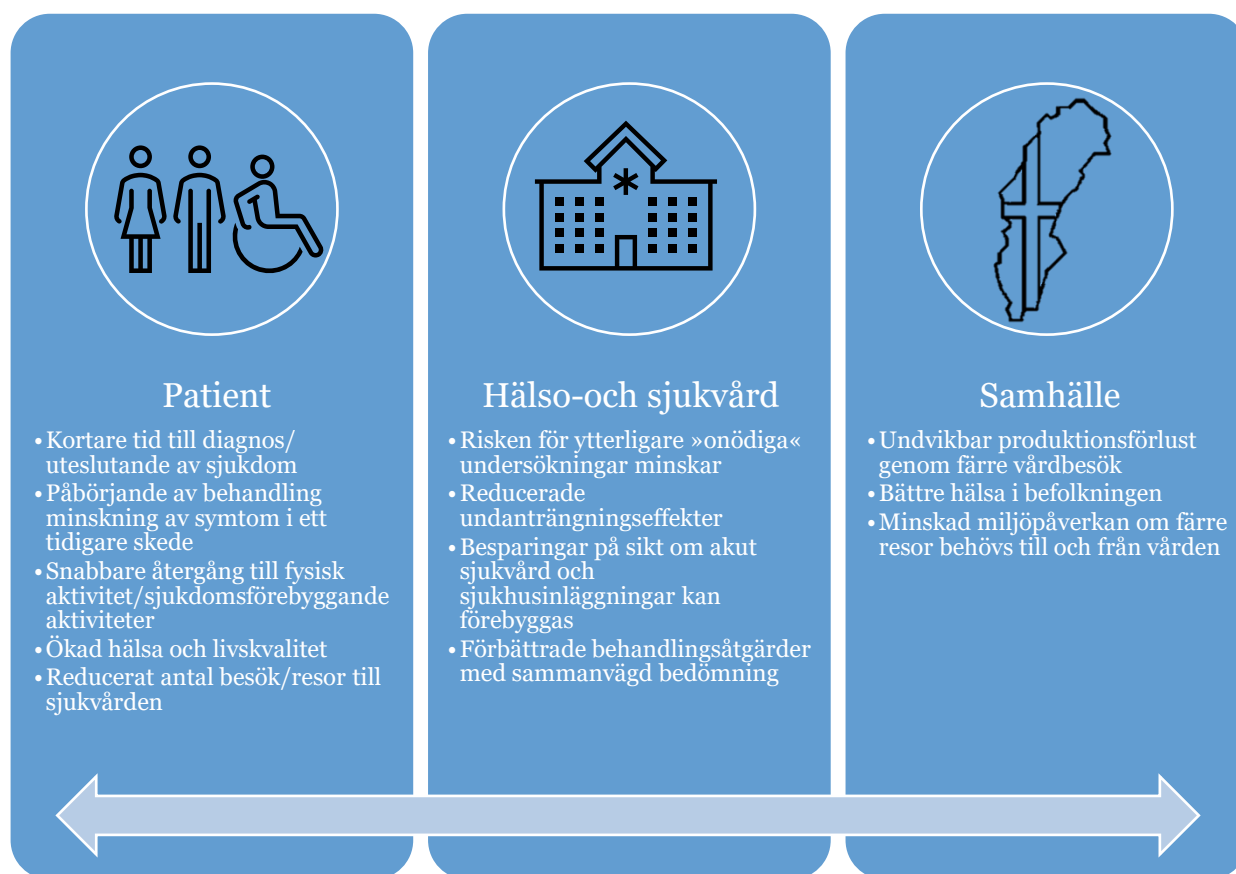 Patient
• Kortare tid till diagnos/
uteslutande av sjukdom
• Påbörjande av behandling
minskning av symtom i ett
tidigare skede
• Snabbare återgång till fysisk
aktivitet/sjukdomsförebyggande
aktiviteter
• Ökad hälsa och livskvalitet
• Reducerat antal besök/resor till
sjukvården
Hälso-och sjukvård
• Risken för ytterligare »onödiga«
undersökningar minskar
• Reducerade
undanträngningseffekter
• Besparingar på sikt om akut
sjukvård och
sjukhusinläggningar kan
förebyggas
• Förbättrade behandlingsåtgärder
med sammanvägd bedömning
Samhälle
• Undvikbar produktionsförlust
genom färre vårdbesök
• Bättre hälsa i befolkningen
• Minskad miljöpåverkan om färre
resor behövs till och från vården